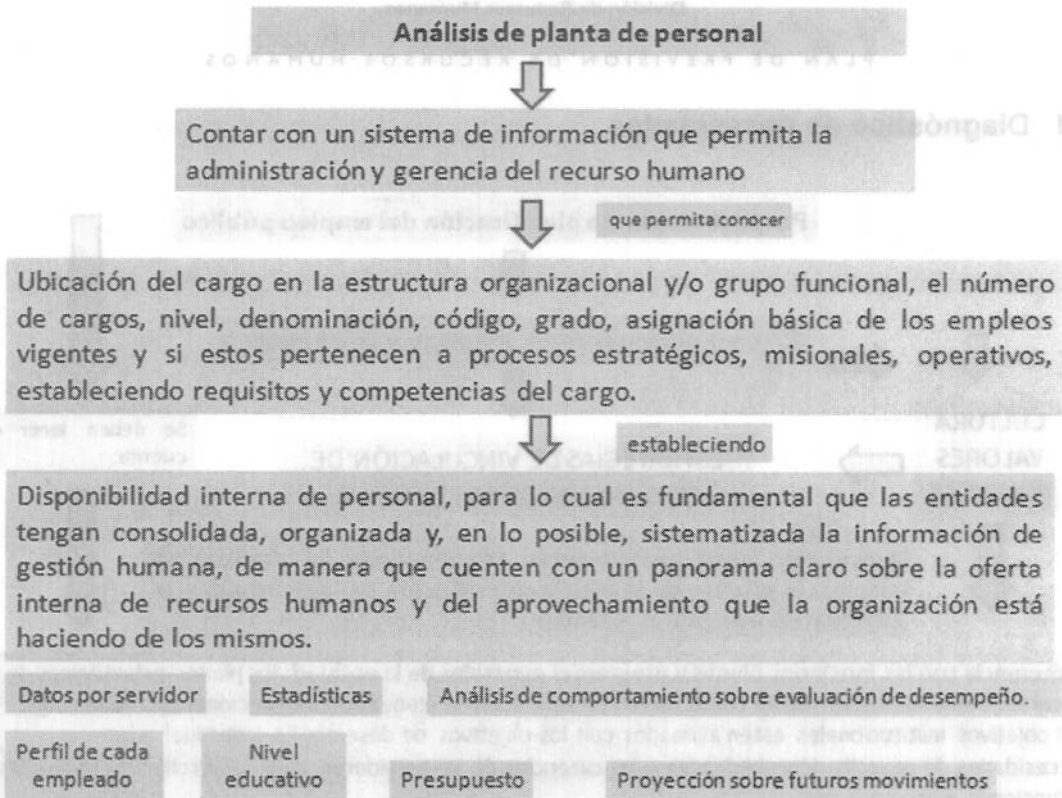 Análisis de planta de personal
Contar con un sistema de información que permita la
administración y gerencia del recurso humano
que permita conocer
Ubicación del cargo en la estructura organizacional y/o grupo funcional, el número
de cargos, nivel, denominación, código, grado, asignación básica de los empleos
vigentes y si estos pertenecen a procesos estratégicos, misionales, operativos,
estableciendo requisitos y competencias del cargo.
estableciendo
Disponibilidad interna de personal, para lo cual es fundamental que las entidades
tengan consolidada, organizada y, en lo posible, sistematizada la información de
gestión humana, de manera que cuenten con un panorama claro sobre la oferta
interna de recursos humanos y del aprovechamiento que la organización está
haciendo de los mismos.
Datos por servidor Estadísticas Análisis de comportamiento sobre evaluación de desempeño.
Perfil de cada
empleado
Nivel
educativo
Presupuesto
Proyección sobre futuros movimientos